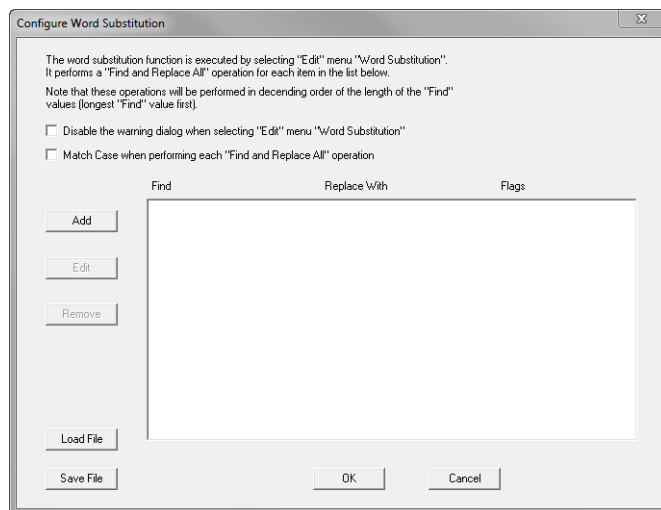 Configure Word Substitution
The word substitution function is executed by selecting "Edit" menu "Word Substitution".
It performs a "Find and Replace All" operation for each item in the list below.
Note that these operations will be performed in decending order of the length of the "Find"
values (longest "Find" value first).
Disable the warning dialog when selecting "Edit" menu "Word Substitution"
Match Case when performing each "Find and Replace All" operation
Find Replace With Flags
Add
Edit
Remove
Load File
Save File OK Cancel